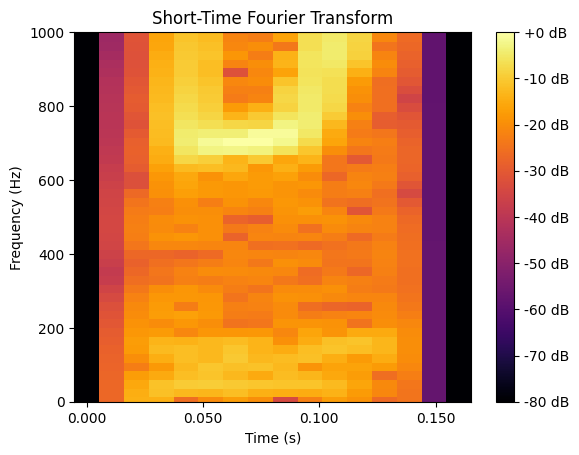 Short-Time Fourier Transform
1000
800
600
400
200
0
Frequency (Hz)
0.000
0.050
0.100
0.150
Time (s)
+0 dB
-10 dB
-20 dB
-30 dB
-40 dB
-50 dB
-60 dB
-70 dB
-80 dB